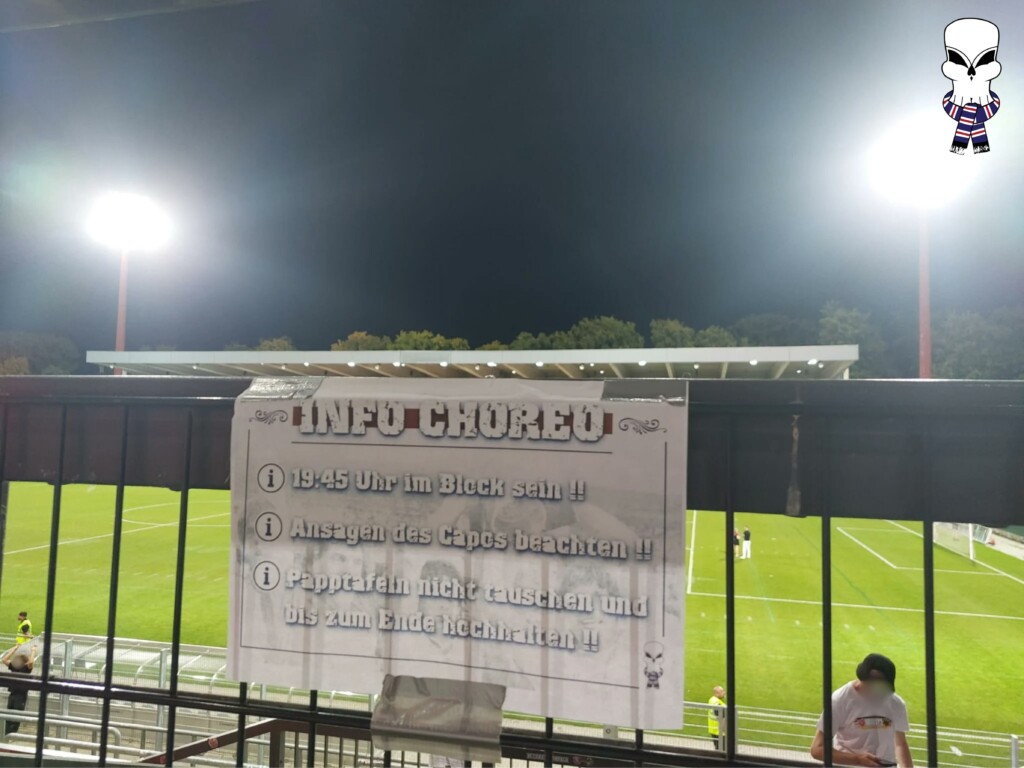 INFO CHOREO
19:45 Uhr im Block sein !!
Ansagen des Capos beachten !!
Papptafeln nicht tauschen und
bis zum Ende hochhalten !!